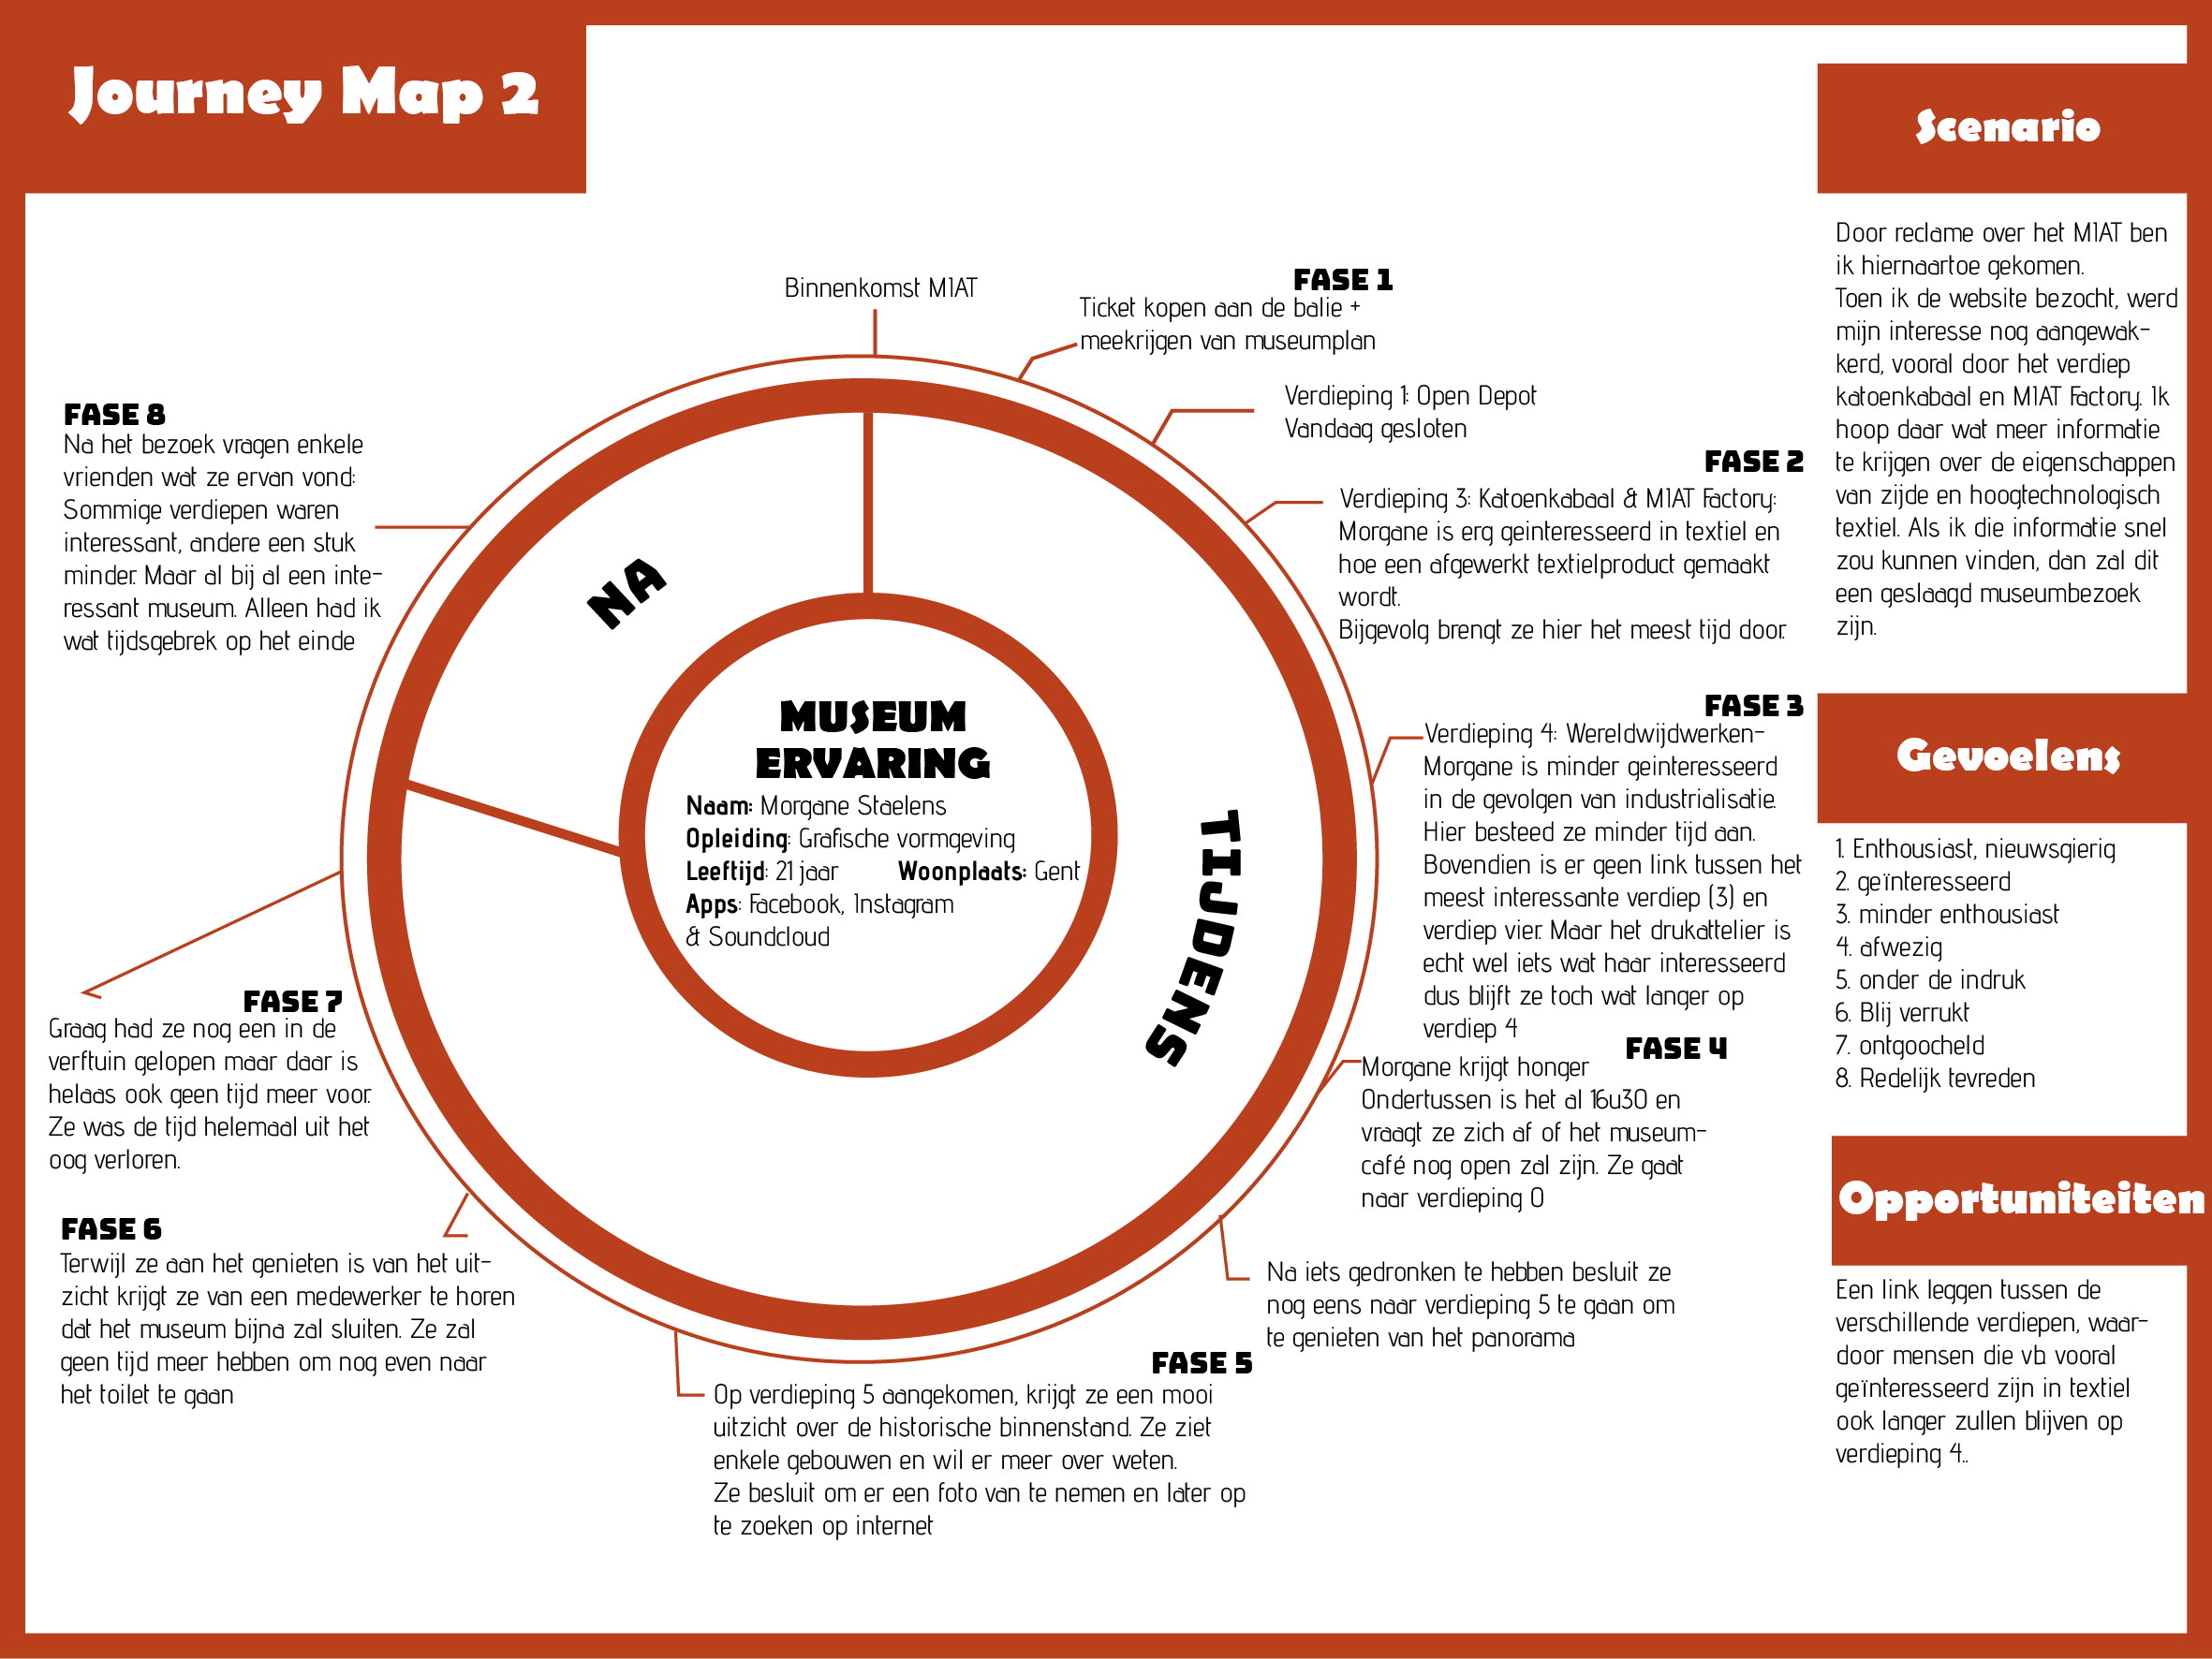 Journey Map 2
Binnenkomst MIAT
FASE 1
Ticket kopen aan de balie +
meekrijgen van museumplan
Verdieping 1: Open Depot
Vandaag gesloten
FASE 2
Verdieping 3: Katoenkabaal & MIAT Factory:
Morgane is erg geinteresseerd in textiel en
hoe een afgewerkt textielproduct gemaakt
wordt.
Bijgevolg brengt ze hier het meest tijd door.
FASE 3
Verdieping 4: Wereldwijdwerken-
Morgane is minder geinteresseerd
in de gevolgen van industrialisatie.
Hier besteed ze minder tijd aan.
Bovendien is er geen link tussen het
meest interessante verdiep (3) en
verdiep vier. Maar het drukattelier is
echt wel iets wat haar interesseerd
dus blijft ze toch wat langer op
verdiep 4
FASE 4
Morgane krijgt honger
Ondertussen is het al 16u30 en
vraagt ze zich af of het museum-
café nog open zal zijn. Ze gaat
naar verdieping 0
Na iets gedronken te hebben besluit ze
nog eens naar verdieping 5 te gaan om
te genieten van het panorama
FASE 5
Op verdieping 5 aangekomen, krijgt ze een mooi
uitzicht over de historische binnenstand. Ze ziet
enkele gebouwen en wil er meer over weten.
Ze besluit om er een foto van te nemen en later op
te zoeken op internet
FASE 6
Terwijl ze aan het genieten is van het uit-
zicht krijgt ze van een medewerker te horen
dat het museum bijna zal sluiten. Ze zal
geen tijd meer hebben om nog even naar
het toilet te gaan
FASE 7
Graag had ze nog een in de
verftuin gelopen maar daar is
helaas ook geen tijd meer voor.
Ze was de tijd helemaal uit het
oog verloren.
FASE 8
Na het bezoek vragen enkele
vrienden wat ze ervan vond:
Sommige verdiepen waren
interessant, andere een stuk
minder. Maar al bij al een inte-
ressant museum. Alleen had ik
wat tijdsgebrek op het einde
NA
TIJDENS
MUSEUM
ERVARING
Naam: Morgane Staelens
Opleiding: Grafische vormgeving
Leeftijd: 21 jaar Woonplaats: Gent
Apps: Facebook, Instagram
& Soundcloud
Scenario
Door reclame over het MIAT ben
ik hiernaartoe gekomen.
Toen ik de website bezocht, werd
mijn interesse nog aangewak-
kerd, vooral door het verdiep
katoenkabaal en MIAT Factory. Ik
hoop daar wat meer informatie
te krijgen over de eigenschappen
van zijde en hoogtechnologisch
textiel. Als ik die informatie snel
zou kunnen vinden, dan zal dit
een geslaagd museumbezoek
zijn.
Gevoelens
1. Enthousiast, nieuwsgierig
2. geïnteresseerd
3. minder enthousiast
4. afwezig
5. onder de indruk
6. Blij verrukt
7. ontgoocheld
8. Redelijk tevreden
Opportuniteiten
Een link leggen tussen de
verschillende verdiepen, waar-
door mensen die vb. vooral
geïnteresseerd zijn in textiel
ook langer zullen blijven op
verdieping 4..